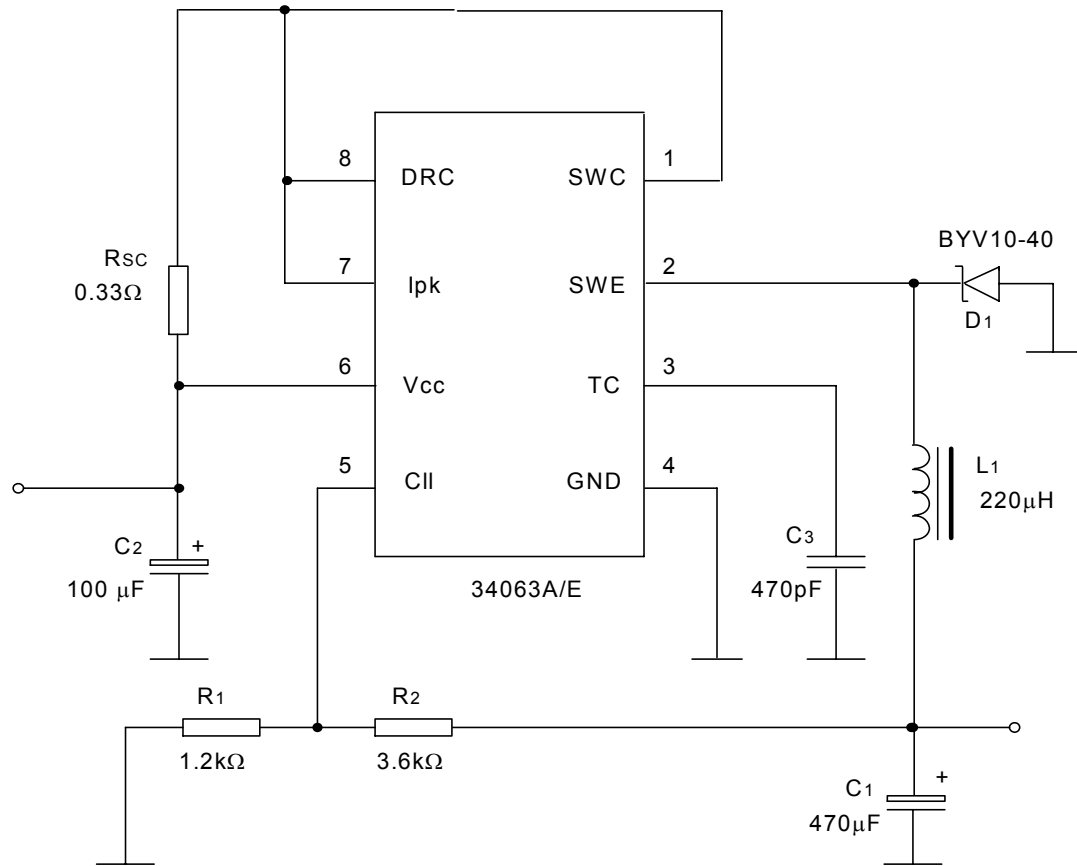 8
DRC
SWC
1
BYV10-40
RSC
0.33Ω
7
Ipk
SWE
2
D1
6
Vcc
TC
3
5
CII
GND
4
L1
220μH
C2
+
100 μF
34063A/E
C3
470pF
R1
R2
1.2kΩ
3.6kΩ
C1
+
470μF